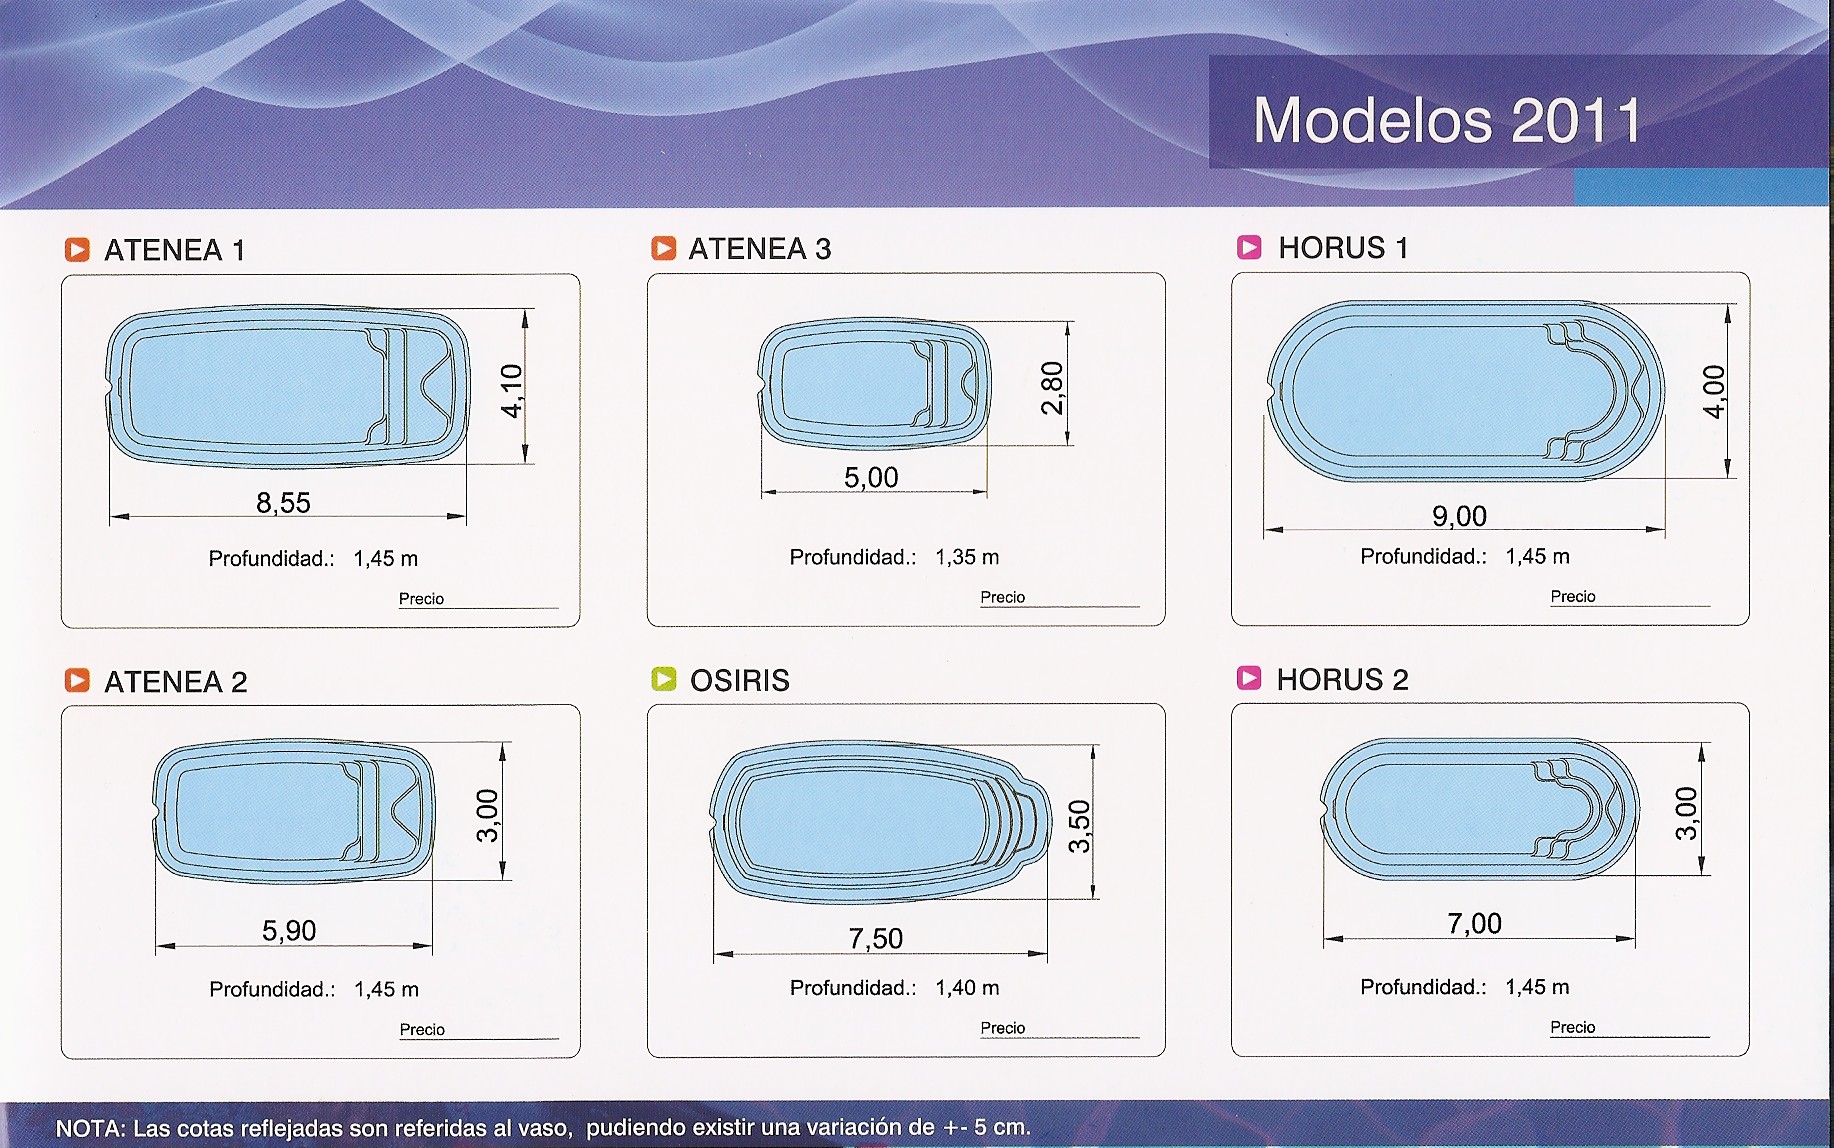 Modelos 2011
ATENEA 1
4,10
8,55
Profundidad.: 1,45 m
Precio
ATENEA 3
2,80
5,00
Profundidad.: 1,35 m
Precio
HORUS 1
4,00
9,00
Profundidad.: 1,45 m
Precio
ATENEA 2
3,00
5,90
Profundidad.: 1,45 m
Precio
OSIRIS
3,50
7,50
Profundidad.: 1,40 m
Precio
HORUS 2
3,00
7,00
Profundidad.: 1,45 m
Precio
NOTA: Las cotas reflejadas son referidas al vaso, pudiendo existir una variación de +- 5 cm.